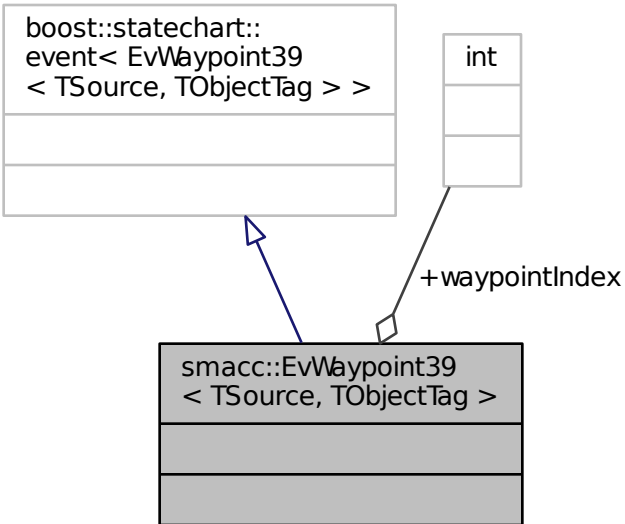 boost::statechart::
event< EvWaypoint39
< TSource, TObjectTag > >
int
+waypointIndex
smacc::EvWaypoint39
< TSource, TObjectTag >